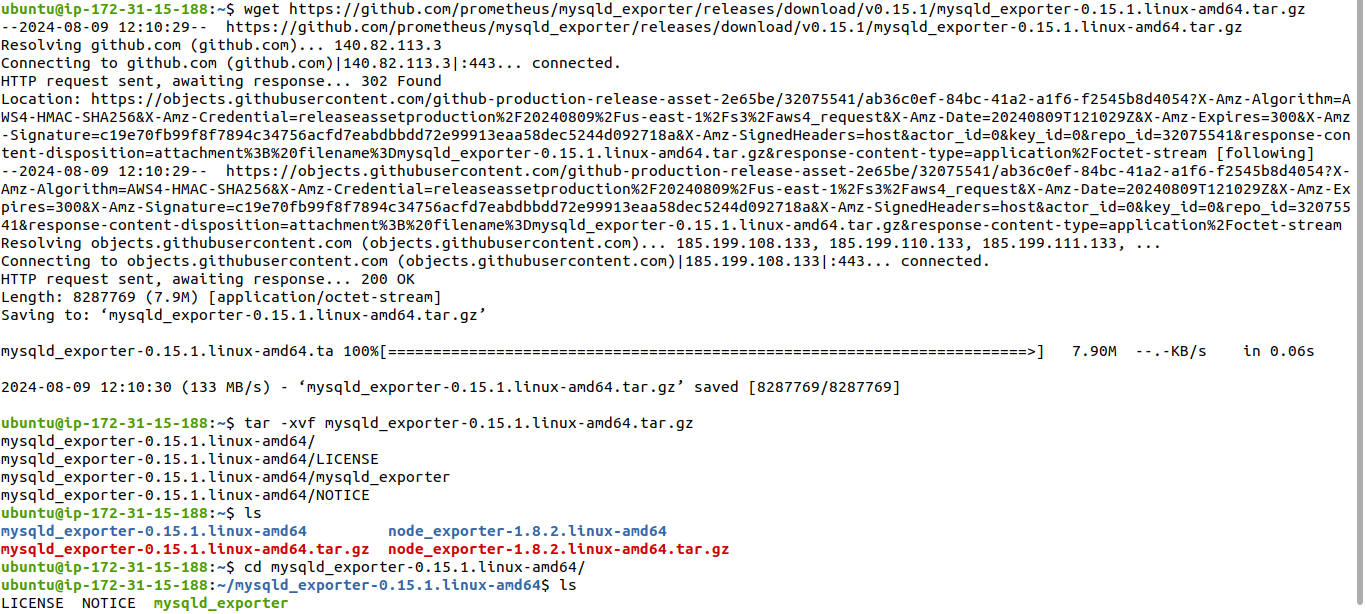 ubuntu@ip-172-31-15-188:~$ wget https://github.com/prometheus/mysqld_exporter/releases/download/v0.15.1/mysqld_exporter-0.15.1.linux-amd64.tar.gz
--2024-08-09 12:10:29--  https://github.com/prometheus/mysqld_exporter/releases/download/v0.15.1/mysqld_exporter-0.15.1.linux-amd64.tar.gz
Resolving github.com (github.com)... 140.82.113.3
Connecting to github.com (github.com)|140.82.113.3|:443... connected.
HTTP request sent, awaiting response... 302 Found
Location: https://objects.githubusercontent.com/github-production-release-asset-2e65be/32075541/ab36c0ef-84bc-41a2-a1f6-f2545b8d4054?X-Amz-Algorithm=A
WS4-HMAC-SHA256&X-Amz-Credential=releaseassetproduction%2F20240809%2Fus-east-1%2Fs3%2Faws4_request&X-Amz-Date=20240809T121029Z&X-Amz-Expires=300&X-Amz
-Signature=c19e70fb99f8f7894c34756acfd7eabdbbdd72e99913eaa58dec5244d092718a&X-Amz-SignedHeaders=host&actor_id=0&key_id=0&repo_id=32075541&response-con
tent-disposition=attachment%3B%20filename%3Dmysqld_exporter-0.15.1.linux-amd64.tar.gz&response-content-type=application%2Foctet-stream [following]
--2024-08-09 12:10:29--  https://objects.githubusercontent.com/github-production-release-asset-2e65be/32075541/ab36c0ef-84bc-41a2-a1f6-f2545b8d4054?X-
Amz-Algorithm=AWS4-HMAC-SHA256&X-Amz-Credential=releaseassetproduction%2F20240809%2Fus-east-1%2Fs3%2Faws4_request&X-Amz-Date=20240809T121029Z&X-Amz-Ex
pires=300&X-Amz-Signature=c19e70fb99f8f7894c34756acfd7eabdbbdd72e99913eaa58dec5244d092718a&X-Amz-SignedHeaders=host&actor_id=0&key_id=0&repo_id=320755
41&response-content-disposition=attachment%3B%20filename%3Dmysqld_exporter-0.15.1.linux-amd64.tar.gz&response-content-type=application%2Foctet-stream
Resolving objects.githubusercontent.com (objects.githubusercontent.com)... 185.199.108.133, 185.199.110.133, 185.199.111.133, ...
Connecting to objects.githubusercontent.com (objects.githubusercontent.com)|185.199.108.133|:443... connected.
HTTP request sent, awaiting response... 200 OK
Length: 8287769 (7.9M) [application/octet-stream]
Saving to: ‘mysqld_exporter-0.15.1.linux-amd64.tar.gz’
mysqld_exporter-0.15.1.linux-amd64.ta 100%[=======================================================================>]   7.90M  --.-KB/s    in 0.06s
2024-08-09 12:10:30 (133 MB/s) - ‘mysqld_exporter-0.15.1.linux-amd64.tar.gz’ saved [8287769/8287769]
ubuntu@ip-172-31-15-188:~$ tar -xvf mysqld_exporter-0.15.1.linux-amd64.tar.gz
mysqld_exporter-0.15.1.linux-amd64/
mysqld_exporter-0.15.1.linux-amd64/LICENSE
mysqld_exporter-0.15.1.linux-amd64/mysqld_exporter
mysqld_exporter-0.15.1.linux-amd64/NOTICE
ubuntu@ip-172-31-15-188:~$ ls
mysqld_exporter-0.15.1.linux-amd64         node_exporter-1.8.2.linux-amd64
mysqld_exporter-0.15.1.linux-amd64.tar.gz  node_exporter-1.8.2.linux-amd64.tar.gz
ubuntu@ip-172-31-15-188:~$ cd mysqld_exporter-0.15.1.linux-amd64/
ubuntu@ip-172-31-15-188:~/mysqld_exporter-0.15.1.linux-amd64$ ls
LICENSE  NOTICE  mysqld_exporter